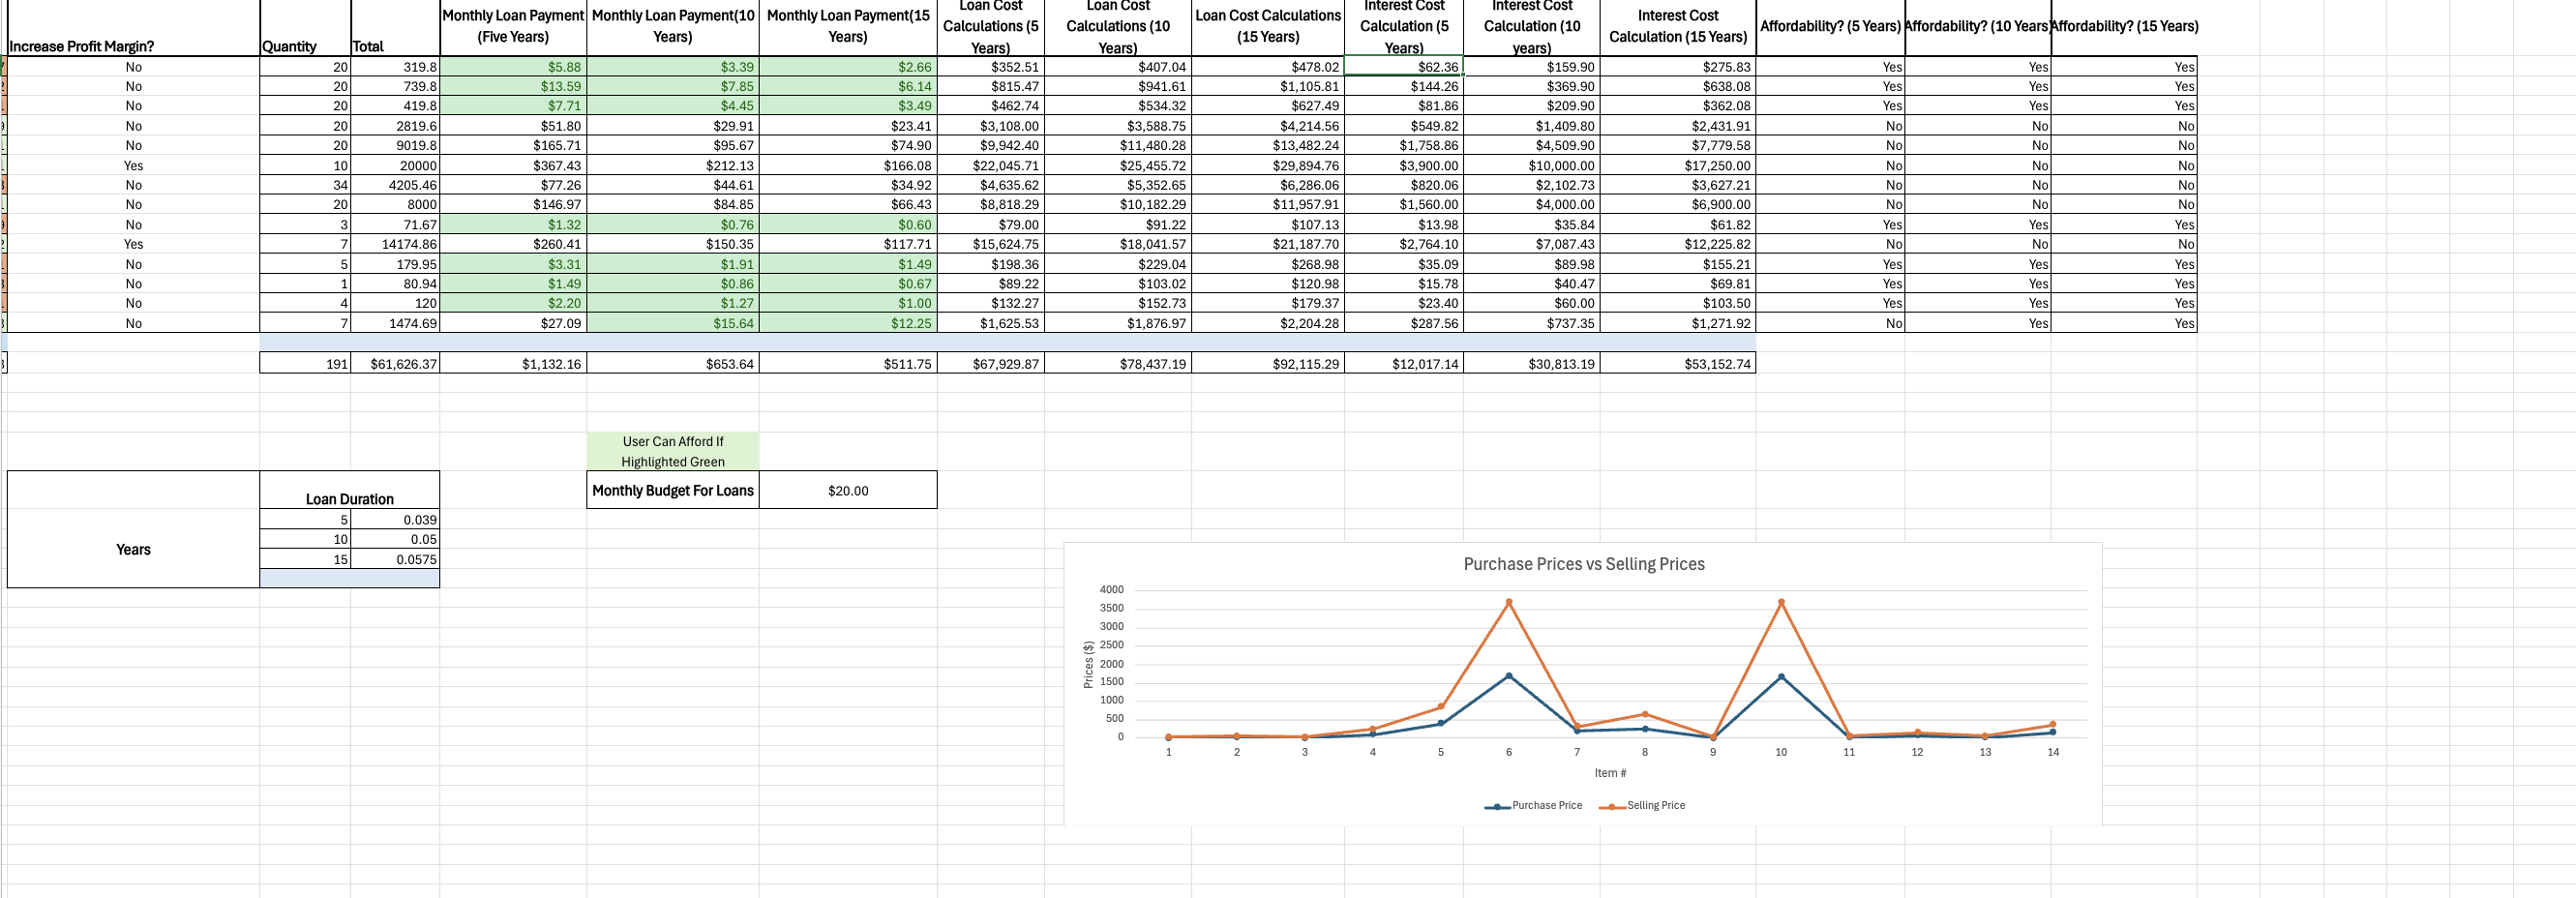 Increase Profit Margin? Quantity Total Monthly Loan Payment (Five Years) Monthly Loan Payment(10 Years) Monthly Loan Payment(15 Years) Loan Cost Calculations (5 Years) Loan Cost Calculations (10 Years) Loan Cost Calculations (15 Years) Interest Cost Calculation (5 Years) Interest Cost Calculation (10 years) Interest Cost Calculation (15 Years) Affordability? (5 Years) Affordability? (10 Years) Affordability? (15 Years)
No 20 319.8 $5.88 $3.39 $2.66 $352.51 $407.04 $478.02 $62.36 $159.90 $275.83 Yes Yes Yes
No 20 739.8 $13.59 $7.85 $6.14 $815.47 $941.61 $1,105.81 $144.26 $369.90 $638.08 Yes Yes Yes
No 20 419.8 $7.71 $4.45 $3.49 $462.74 $534.32 $627.49 $81.86 $209.90 $362.08 Yes Yes Yes
No 20 2819.6 $51.80 $29.91 $23.41 $3,108.00 $3,588.75 $4,214.56 $549.82 $1,409.80 $2,431.91 No No No
No 20 9019.8 $165.71 $95.67 $74.90 $9,942.40 $11,480.28 $13,482.24 $1,758.86 $4,509.90 $7,779.58 No No No
Yes 10 20000 $367.43 $212.13 $166.08 $22,045.71 $25,455.72 $29,894.76 $3,900.00 $10,000.00 $17,250.00 No No No
No 34 4205.46 $77.26 $44.61 $34.92 $4,635.62 $5,352.65 $6,286.06 $820.06 $2,102.73 $3,627.21 No No No
No 20 8000 $146.97 $84.85 $66.43 $8,818.29 $10,182.29 $11,957.91 $1,560.00 $4,000.00 $6,900.00 No No No
No 3 71.67 $1.32 $0.76 $0.60 $79.00 $91.22 $107.13 $13.98 $35.84 $61.82 Yes Yes Yes
Yes 7 14174.86 $260.41 $150.35 $117.71 $15,624.75 $18,041.57 $21,187.70 $2,764.10 $7,087.43 $12,225.82 No No No
No 5 179.95 $3.31 $1.91 $1.49 $198.36 $229.04 $268.98 $35.09 $89.98 $155.21 Yes Yes Yes
No 1 80.94 $1.49 $0.86 $0.67 $89.22 $103.02 $120.98 $15.78 $40.47 $69.81 Yes Yes Yes
No 4 120 $2.20 $1.27 $1.00 $132.27 $152.73 $179.37 $23.40 $60.00 $103.50 Yes Yes Yes
No 7 1474.69 $27.09 $15.64 $12.25 $1,625.53 $1,876.97 $2,204.28 $287.56 $737.35 $1,271.92 No Yes Yes
191 $61,626.37 $1,132.16 $653.64 $511.75 $67,929.87 $78,437.19 $92,115.29 $12,017.14 $30,813.19 $53,152.74
User Can Afford If
Highlighted Green
Monthly Budget For Loans $20.00
Loan Duration
Years
5 0.039
10 0.05
15 0.0575
Purchase Prices vs Selling Prices
Prices ($)
4000
3500
3000
2500
2000
1500
1000
500
0
1 2 3 4 5 6 7 8 9 10 11 12 13 14
Item #
Purchase Price Selling Price